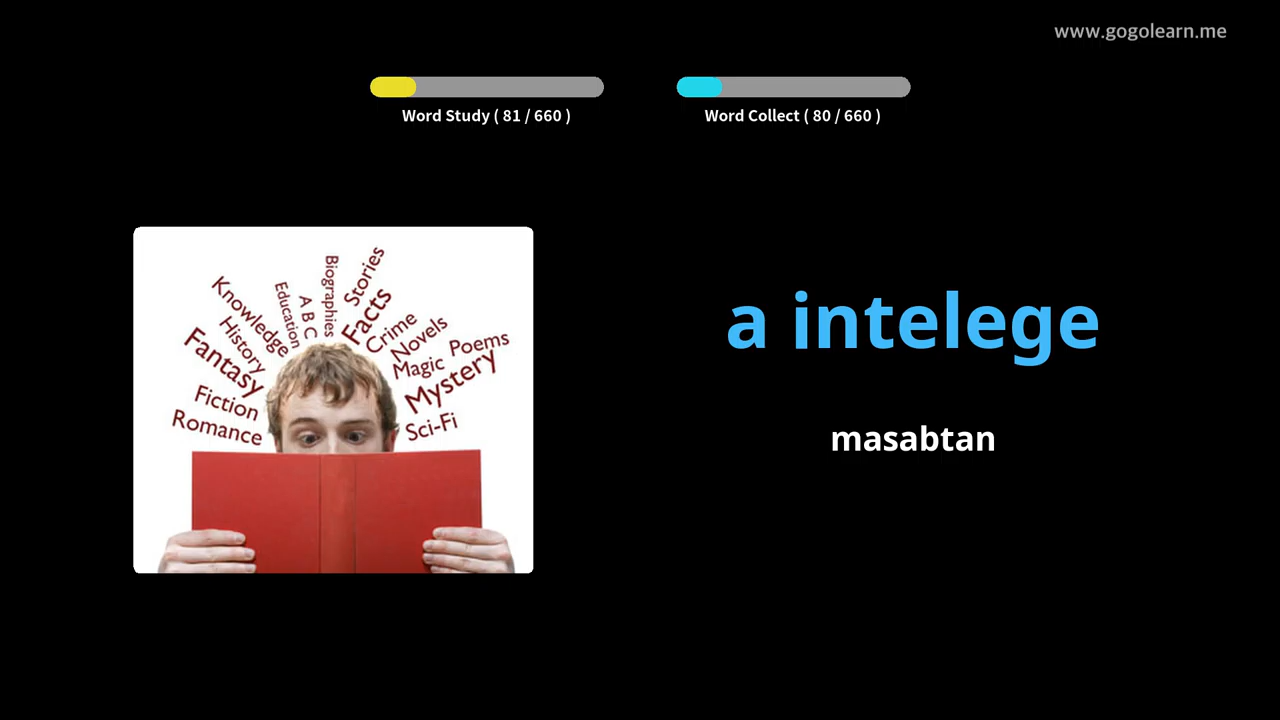 www.gogolearn.me
Word Study ( 81 / 660 )
Word Collect ( 80 / 660 )
Biographies
Stories
Education
A B C
Facts
Knowledge
Crime
History
Novels
Poems
Fantasy
Magic
Mystery
Fiction
Romance
Sci-Fi
a intelege
masabtan